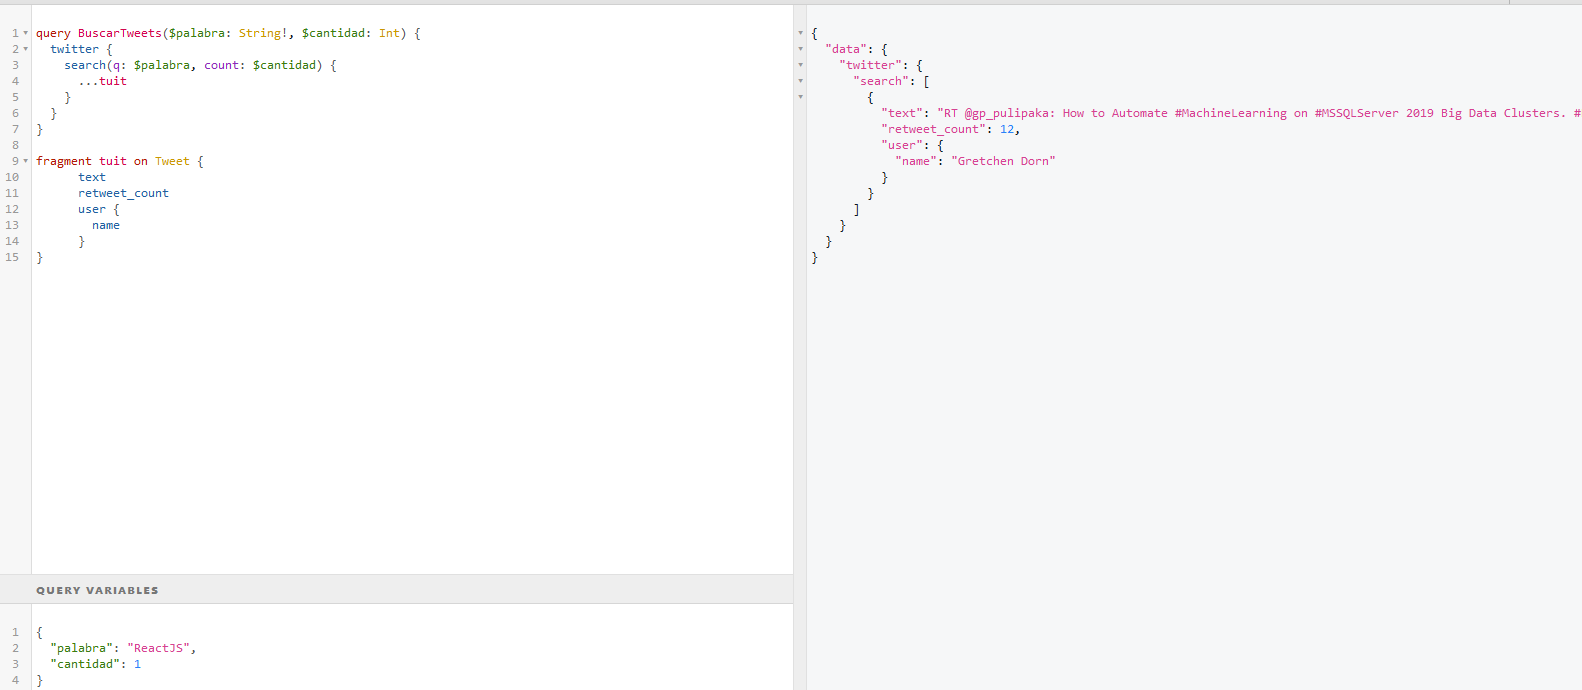 1 query BuscarTweets($palabra: String!, $cantidad: Int) {
2 twitter {
3 search(q: $palabra, count: $cantidad) {
4 ...tuit
5 }
6 }
7 }
8
9 fragment tuit on Tweet {
10 text
11 retweet_count
12 user {
13 name
14 }
15 }
QUERY VARIABLES
1 {
2 "palabra": "ReactJS",
3 "cantidad": 1
4 }
{
"data": {
"twitter": {
"search": [
{
"text": "RT @gp_pulipaka: How to Automate #MachineLearning on #MSSQLServer 2019 Big Data Clusters. #
"retweet_count": 12,
"user": {
"name": "Gretchen Dorn"
}
}
]
}
}
}